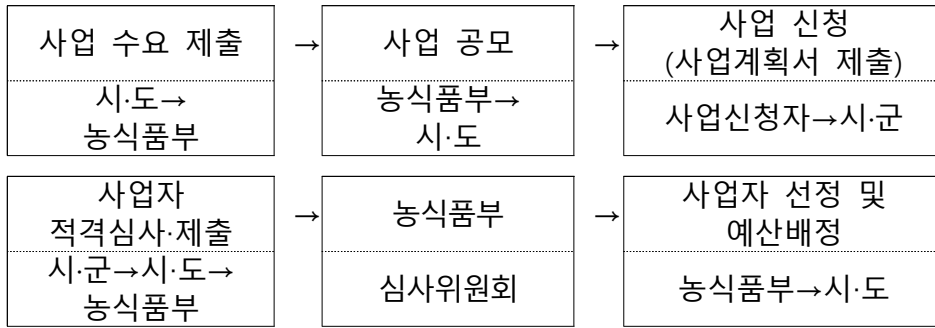 사업 수요 제출
시·도→
농식품부
→
사업 공모
농식품부→
시·도
→
사업 신청
(사업계획서 제출)
사업신청자→시·군
사업자
적격심사·제출
시·군→시·도→
농식품부
→
농식품부
심사위원회
→
사업자 선정 및
예산배정
농식품부→시·도